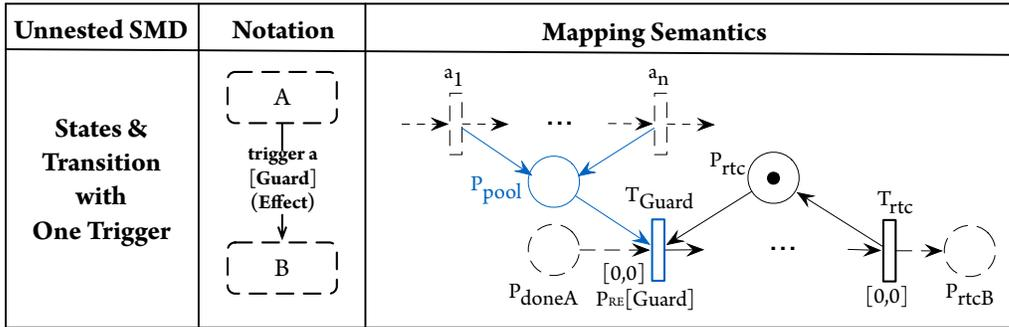 Unnested SMD
Notation
Mapping Semantics
States &
Transition
with
One Trigger
A
trigger a
[Guard]
(Effect)
B
a1
an
...
Ppool
Prtc
TGuard
Trtc
...
[0,0]
PdoneA
PRE[Guard]
[0,0]
PrtcB